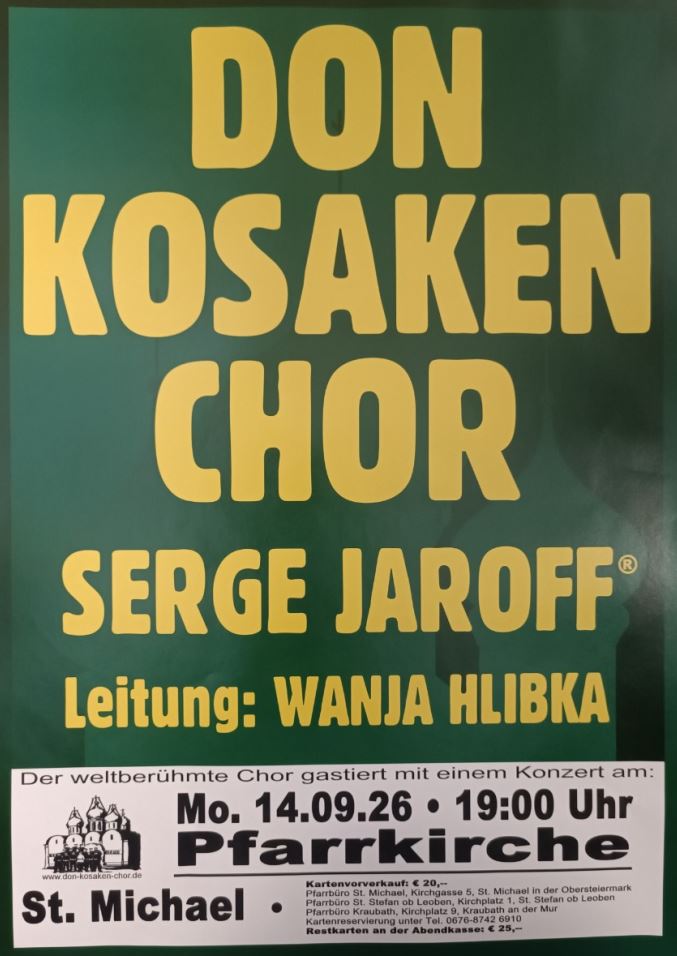 DON
KOSAKEN
CHOR
SERGE JAROFF®
Leitung: WANJA HLIBKA
Der weltberühmte Chor gastiert mit einem Konzert am:
Mo. 14.09.26 • 19:00 Uhr
Pfarrkirche
www.don-kosaken-chor.de
St. Michael •
Kartenvorverkauf: € 20,--
Pfarrbüro St. Michael, Kirchgasse 5, St. Michael in der Obersteiermark
Pfarrbüro St. Stefan ob Leoben, Kirchplatz 1, St. Stefan ob Leoben
Pfarrbüro Kraubath, Kirchplatz 9, Kraubath an der Mur
Kartenreservierung unter Tel. 0676-8742 6910
Restkarten an der Abendkasse: € 25,--